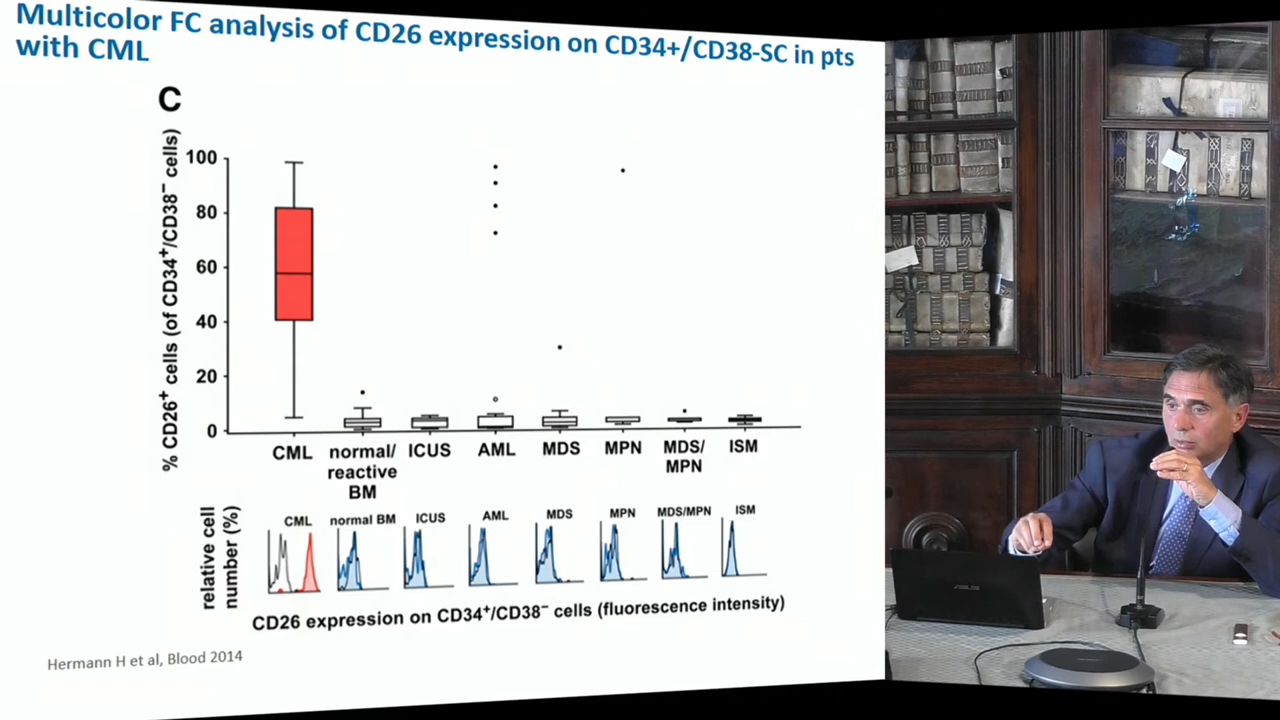 Multicolor FC analysis of CD26 expression on CD34+/CD38-SC in pts
with CML
C
% CD26⁺ cells (of CD34⁺/CD38⁻ cells)
100
80
60
40
20
0
CML
normal/
reactive
BM
ICUS
AML
MDS
MPN
MDS/
MPN
ISM
relative cell
number (%)
CML
normal BM
ICUS
AML
MDS
MPN
MDS/MPN
ISM
CD26 expression on CD34⁺/CD38⁻ cells (fluorescence intensity)
Hermann H et al, Blood 2014
ASUS